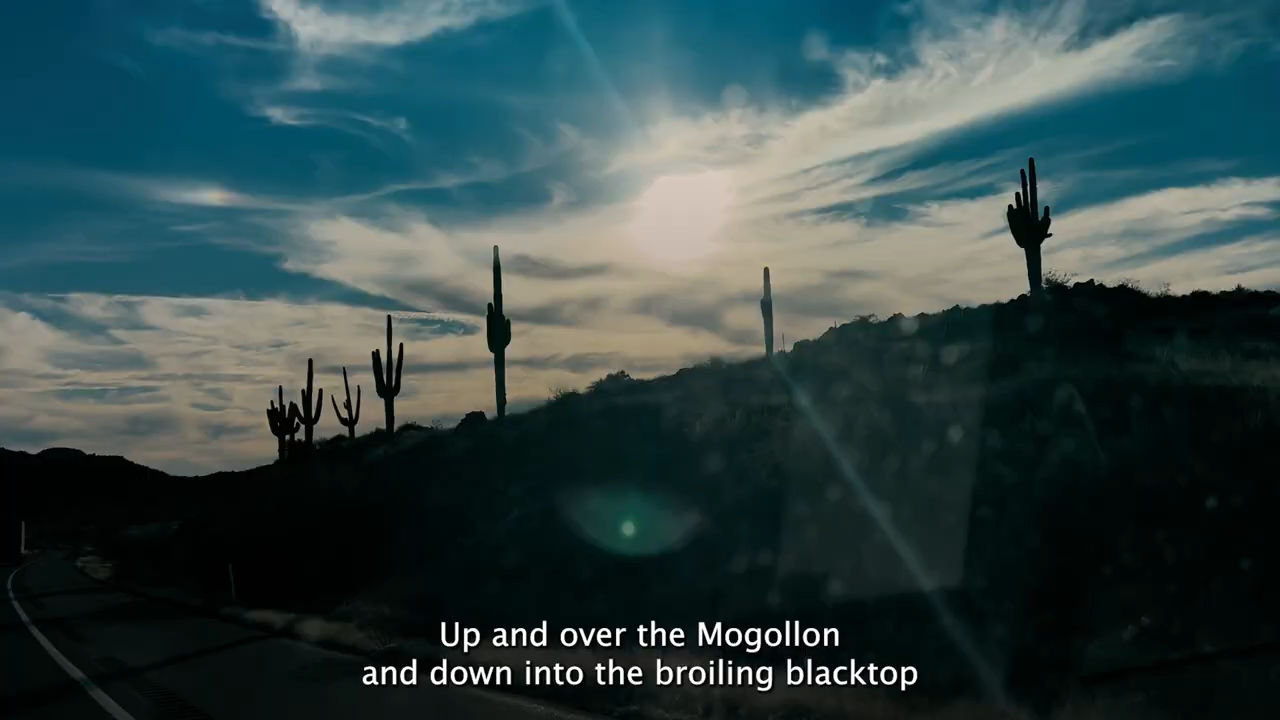 Up and over the Mogollon
and down into the broiling blacktop